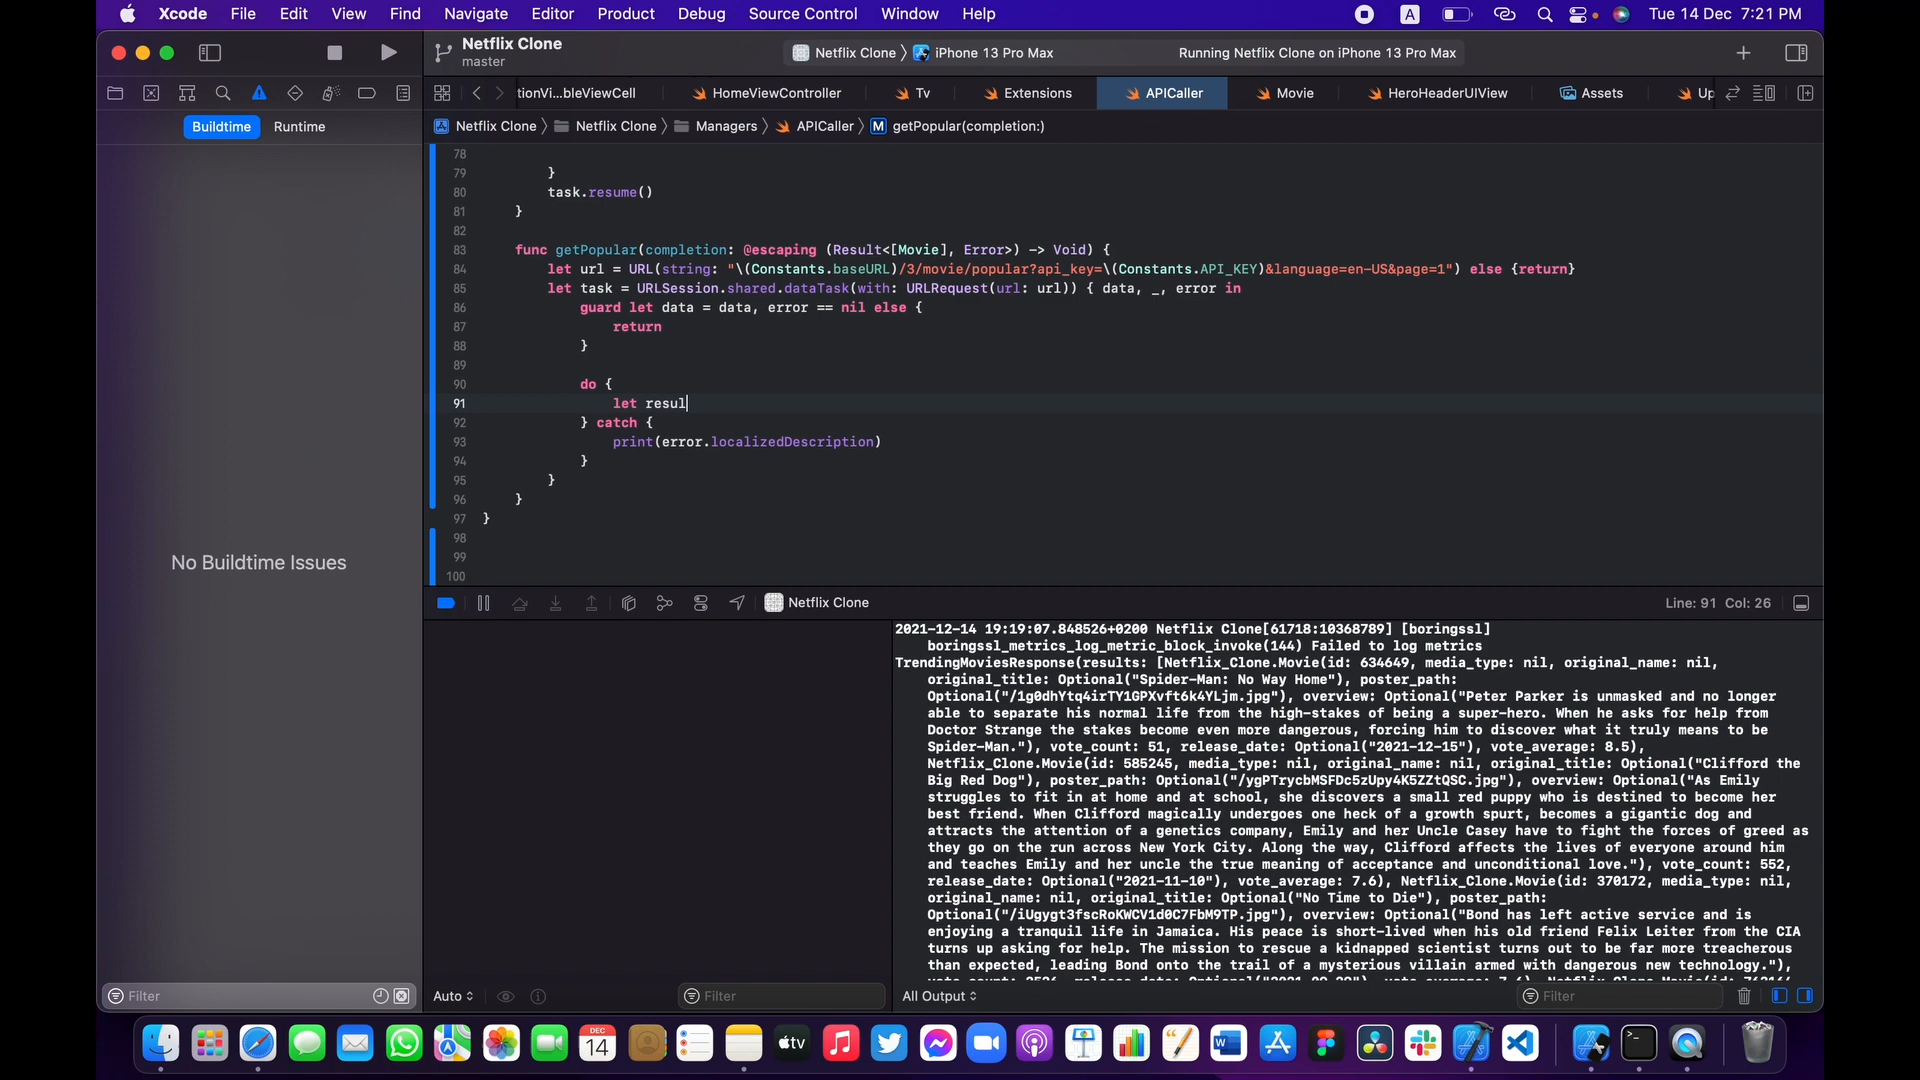 Xcode File Edit View Find Navigate Editor Product Debug Source Control Window Help A Tue 14 Dec 7:21 PM
Netflix Clone
master
Netflix Clone iPhone 13 Pro Max
Running Netflix Clone on iPhone 13 Pro Max
tionVi...bleViewCell HomeViewController Tv Extensions APICaller Movie HeroHeaderUIView Assets Up
Buildtime Runtime
Netflix Clone Netflix Clone Managers APICaller M getPopular(completion:)
No Buildtime Issues
78
79 }
80 task.resume()
81 }
82
83 func getPopular(completion: @escaping (Result<[Movie], Error>) -> Void) {
84 let url = URL(string: "\(Constants.baseURL)/3/movie/popular?api_key=\(Constants.API_KEY)&language=en-US&page=1") else {return}
85 let task = URLSession.shared.dataTask(with: URLRequest(url: url)) { data, _, error in
86 guard let data = data, error == nil else {
87 return
88 }
89
90 do {
91 let resul
92 } catch {
93 print(error.localizedDescription)
94 }
95 }
96 }
97 }
98
99
100
Netflix Clone
Line: 91 Col: 26
2021-12-14 19:19:07.848526+0200 Netflix Clone[61718:10368789] [boringssl]
boringssl_metrics_log_metric_block_invoke(144) Failed to log metrics
TrendingMoviesResponse(results: [Netflix_Clone.Movie(id: 634649, media_type: nil, original_name: nil,
original_title: Optional("Spider-Man: No Way Home"), poster_path:
Optional("/1g0dhYtq4irTY1GPXvft6k4YLjm.jpg"), overview: Optional("Peter Parker is unmasked and no longer
able to separate his normal life from the high-stakes of being a super-hero. When he asks for help from
Doctor Strange the stakes become even more dangerous, forcing him to discover what it truly means to be
Spider-Man."), vote_count: 51, release_date: Optional("2021-12-15"), vote_average: 8.5),
Netflix_Clone.Movie(id: 585245, media_type: nil, original_name: nil, original_title: Optional("Clifford the
Big Red Dog"), poster_path: Optional("/ygPTrycbMSFDc5zUpy4K5ZZtQSC.jpg"), overview: Optional("As Emily
struggles to fit in at home and at school, she discovers a small red puppy who is destined to become her
best friend. When Clifford magically undergoes one heck of a growth spurt, becomes a gigantic dog and
attracts the attention of a genetics company, Emily and her Uncle Casey have to fight the forces of greed as
they go on the run across New York City. Along the way, Clifford affects the lives of everyone around him
and teaches Emily and her uncle the true meaning of acceptance and unconditional love."), vote_count: 552,
release_date: Optional("2021-11-10"), vote_average: 7.6), Netflix_Clone.Movie(id: 370172, media_type: nil,
original_name: nil, original_title: Optional("No Time to Die"), poster_path:
Optional("/iUgygt3fscRoKWCV1d0C7FbM9TP.jpg"), overview: Optional("Bond has left active service and is
enjoying a tranquil life in Jamaica. His peace is short-lived when his old friend Felix Leiter from the CIA
turns up asking for help. The mission to rescue a kidnapped scientist turns out to be far more treacherous
than expected, leading Bond onto the trail of a mysterious villain armed with dangerous new technology."),
Filter
Auto
Filter
All Output
Filter
DEC
14
tv